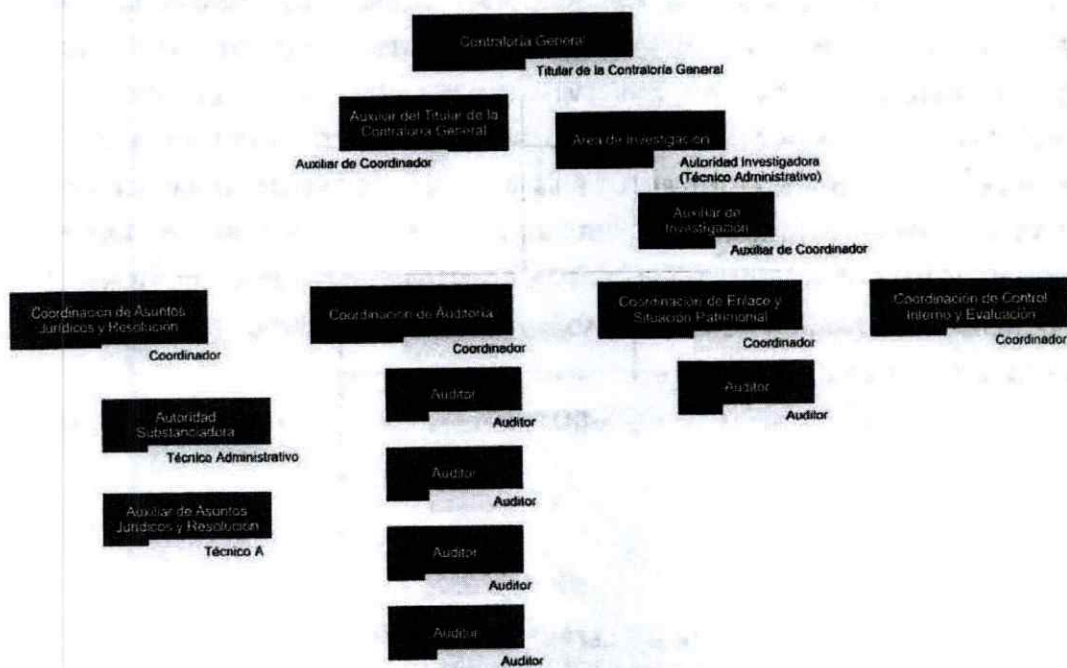 Contraloría General
Titular de la Contraloría General
Auxiliar del Titular de la
Contraloría General
Auxiliar de Coordinador
Área de Investigación
Autoridad Investigadora
(Técnico Administrativo)
Auxiliar de
Investigación
Auxiliar de Coordinador
Coordinación de Asuntos
Jurídicos y Resolución
Coordinador
Coordinación de Auditoría
Coordinador
Coordinación de Enlace y
Situación Patrimonial
Coordinador
Coordinación de Control
Interno y Evaluación
Coordinador
Autoridad
Substanciadora
Técnico Administrativo
Auxiliar de Asuntos
Jurídicos y Resolución
Técnico A
Auditor
Auditor
Auditor
Auditor
Auditor
Auditor
Auditor
Auditor
Auditor
Auditor